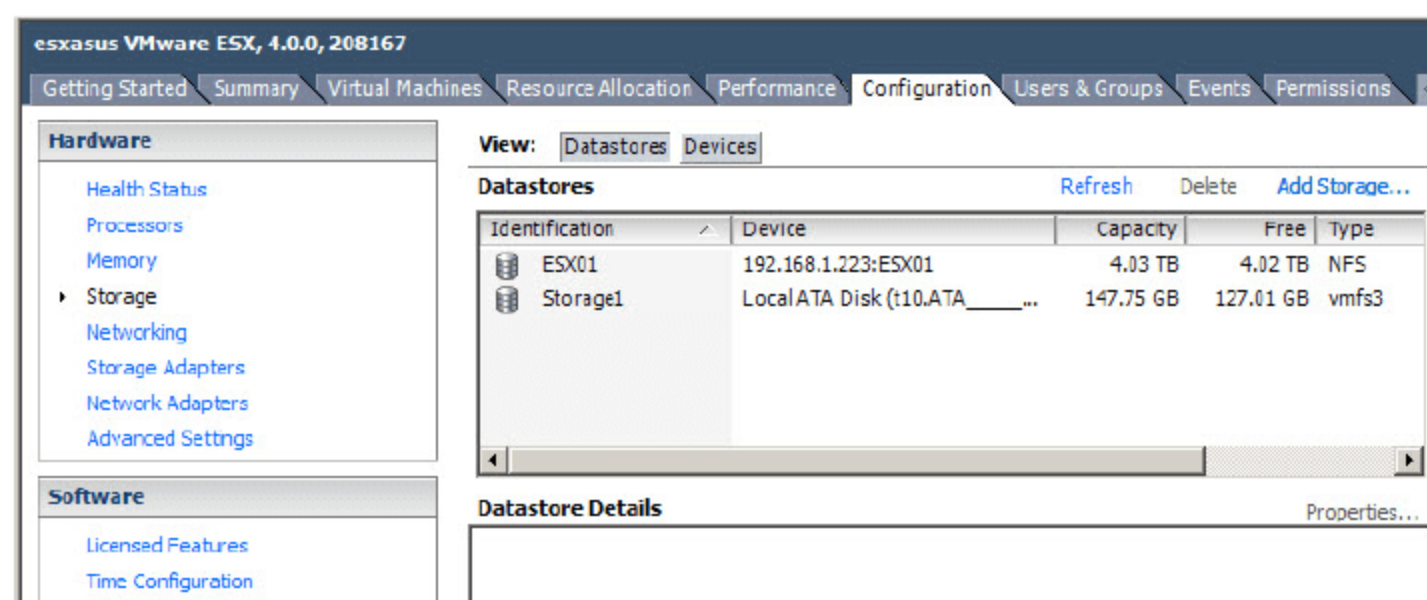 esxasus VMware ESX, 4.0.0, 208167
Getting Started Summary Virtual Machines Resource Allocation Performance Configuration Users & Groups Events Permissions
Hardware
Health Status
Processors
Memory
Storage
Networking
Storage Adapters
Network Adapters
Advanced Settings
Software
Licensed Features
Time Configuration
View: Datastores Devices
Datastores Refresh Delete Add Storage...
Identification Device Capacity Free Type
ESX01 192.168.1.223:ESX01 4.03 TB 4.02 TB NFS
Storage1 Local ATA Disk (t10.ATA_____... 147.75 GB 127.01 GB vmfs3
Datastore Details Properties...